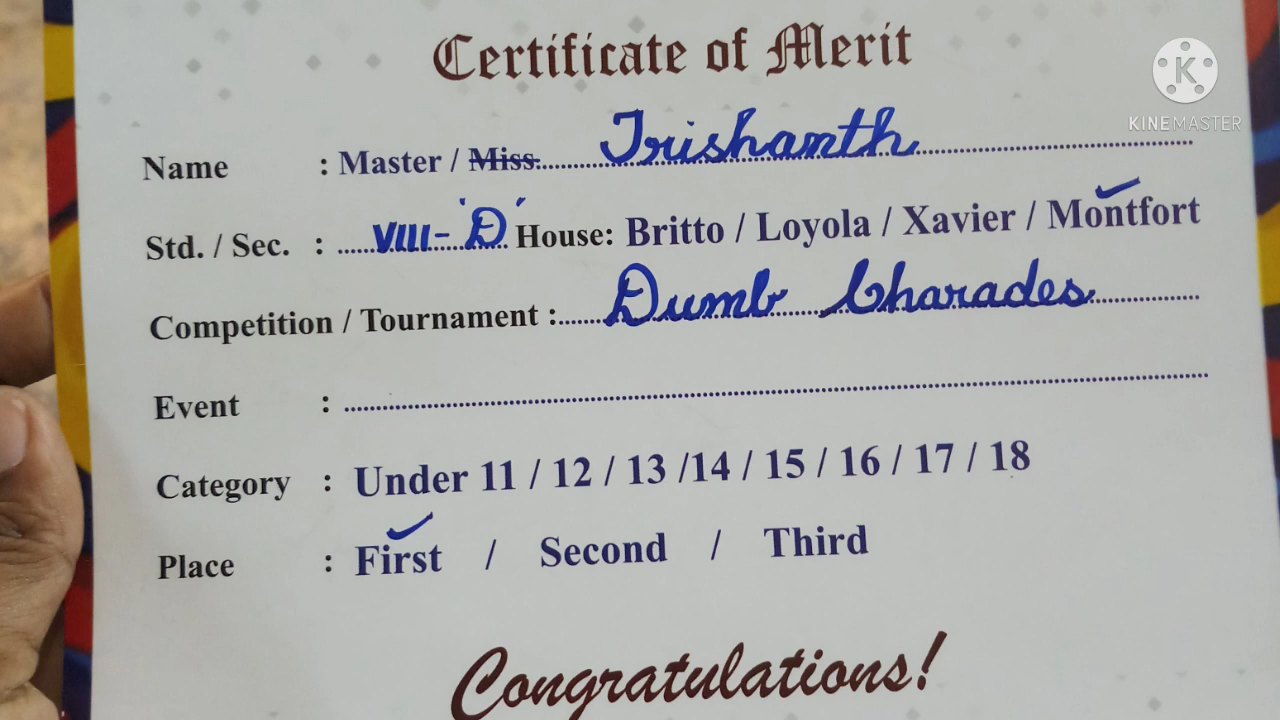 Certificate of Merit
KINEMASTER
Name : Master / Miss. Trishanth
Std. / Sec. : VIII - 'D' House: Britto / Loyola / Xavier / Montfort
Competition / Tournament : Dumb Charades
Event :
Category : Under 11 / 12 / 13 /14 / 15 / 16 / 17 / 18
Place : First / Second / Third
Congratulations!